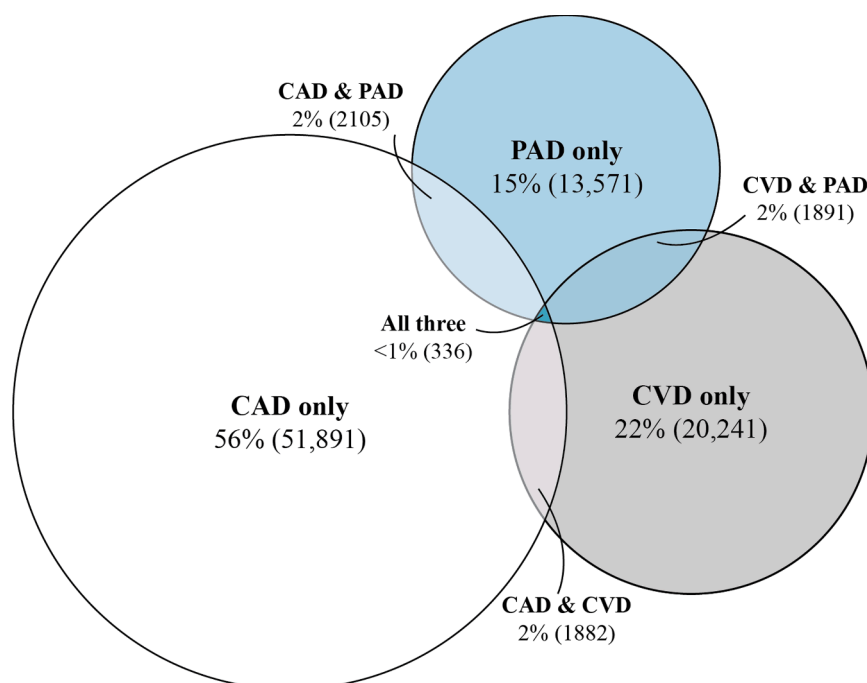 CAD & PAD
2% (2105)
PAD only
15% (13,571)
CVD & PAD
2% (1891)
All three
<1% (336)
CAD only
56% (51,891)
CVD only
22% (20,241)
CAD & CVD
2% (1882)